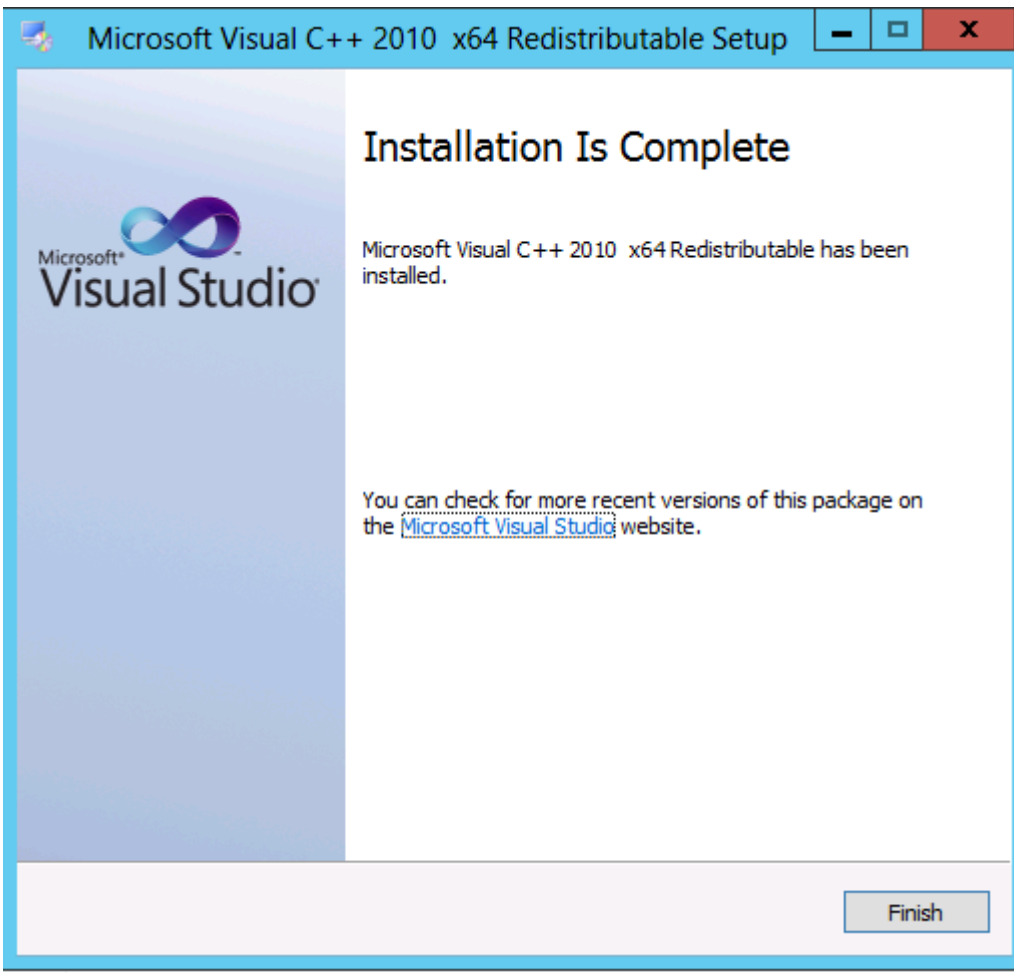 Microsoft Visual C++ 2010  x64 Redistributable Setup
Installation Is Complete
Microsoft®
Visual Studio®
Microsoft Visual C++ 2010  x64 Redistributable has been
installed.
You can check for more recent versions of this package on
the Microsoft Visual Studio website.
Finish